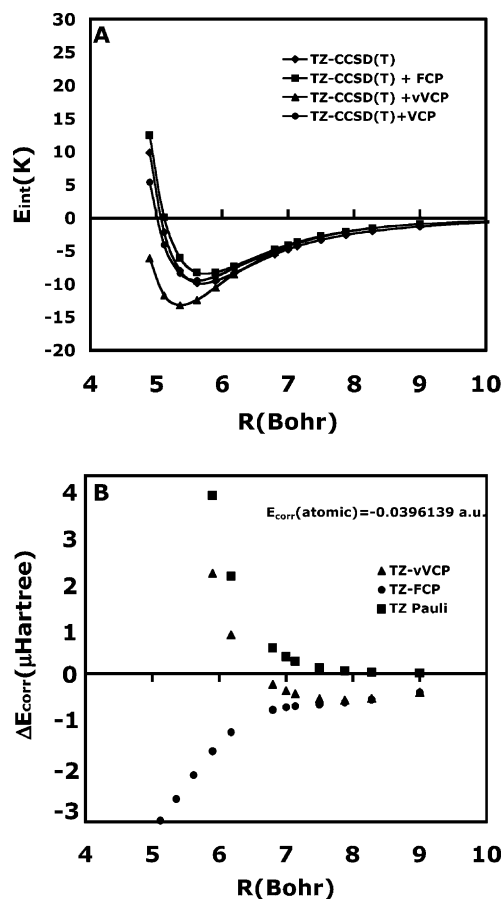 A
30
25
20
15
10
5
0
-5
-10
-15
-20
Eint(K)
TZ-CCSD(T)
TZ-CCSD(T) + FCP
TZ-CCSD(T) +vVCP
TZ-CCSD(T)+VCP
4 5 6 7 8 9 10
R(Bohr)
B
4
3
2
1
0
-1
-2
-3
ΔEcorr(μHartree)
Ecorr(atomic)=-0.0396139 a.u.
TZ-vVCP
TZ-FCP
TZ Pauli
4 5 6 7 8 9 10
R(Bohr)